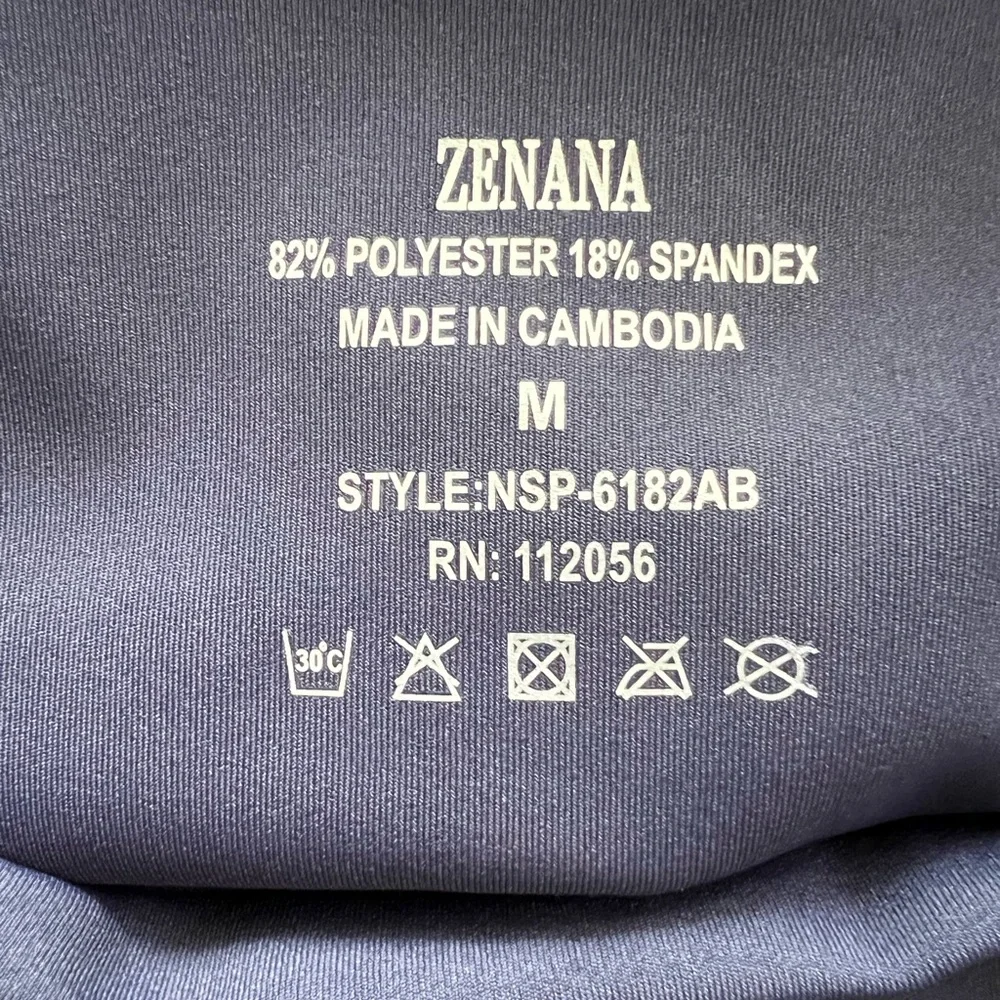 ZENANA
82% POLYESTER 18% SPANDEX
MADE IN CAMBODIA
M
STYLE:NSP-6182AB
RN: 112056
30°C